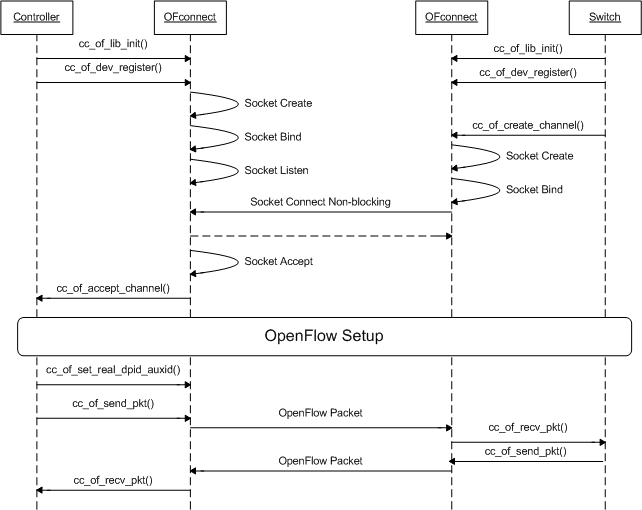 Controller OFconnect OFconnect Switch
cc_of_lib_init() cc_of_lib_init()
cc_of_dev_register() cc_of_dev_register()
Socket Create
cc_of_create_channel()
Socket Bind
Socket Create
Socket Listen
Socket Bind
Socket Connect Non-blocking
Socket Accept
cc_of_accept_channel()
OpenFlow Setup
cc_of_set_real_dpid_auxid()
cc_of_send_pkt()
OpenFlow Packet
cc_of_recv_pkt()
cc_of_send_pkt()
OpenFlow Packet
cc_of_recv_pkt()